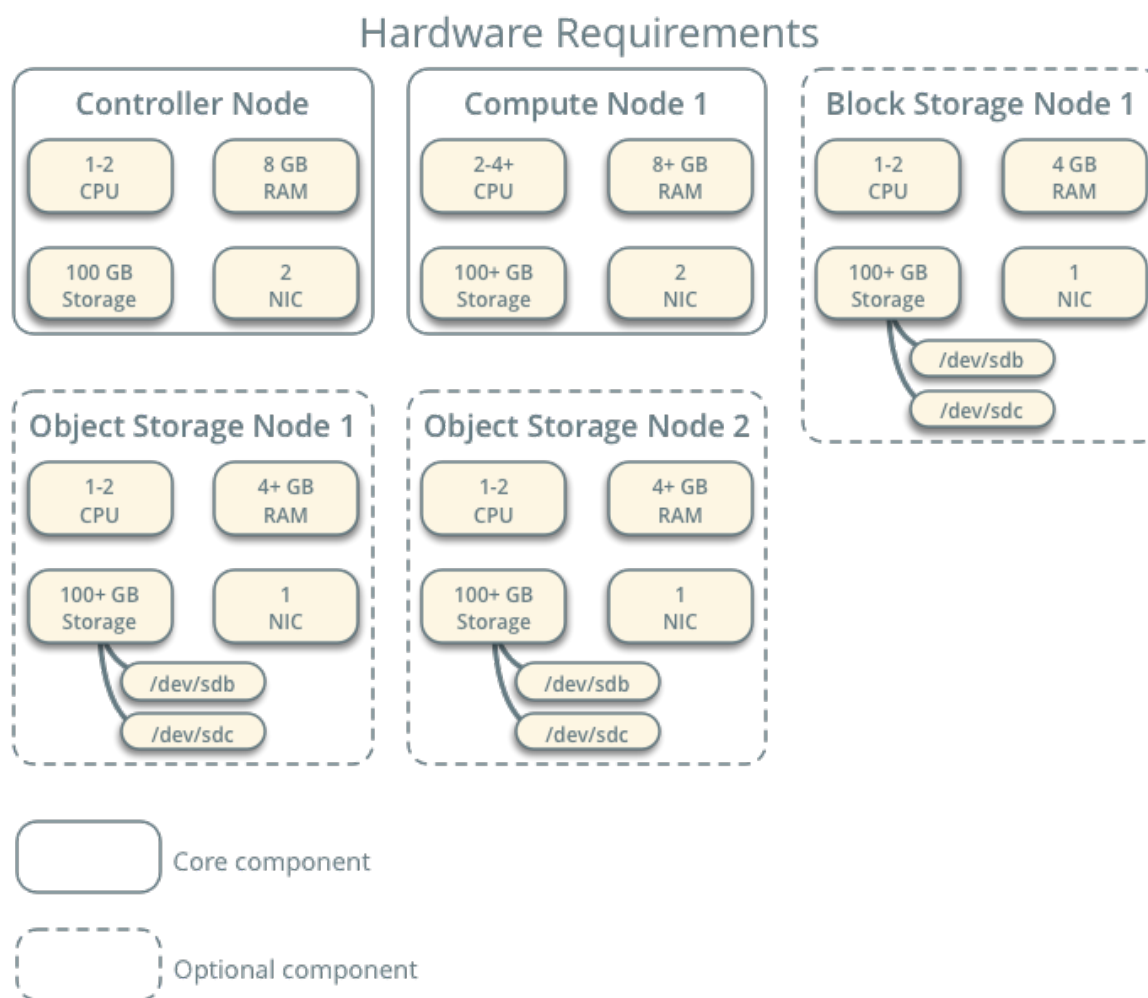 Hardware Requirements
Controller Node
1-2
CPU
8 GB
RAM
100 GB
Storage
2
NIC
Compute Node 1
2-4+
CPU
8+ GB
RAM
100+ GB
Storage
2
NIC
Block Storage Node 1
1-2
CPU
4 GB
RAM
100+ GB
Storage
1
NIC
/dev/sdb
/dev/sdc
Object Storage Node 1
1-2
CPU
4+ GB
RAM
100+ GB
Storage
1
NIC
/dev/sdb
/dev/sdc
Object Storage Node 2
1-2
CPU
4+ GB
RAM
100+ GB
Storage
1
NIC
/dev/sdb
/dev/sdc
Core component
Optional component